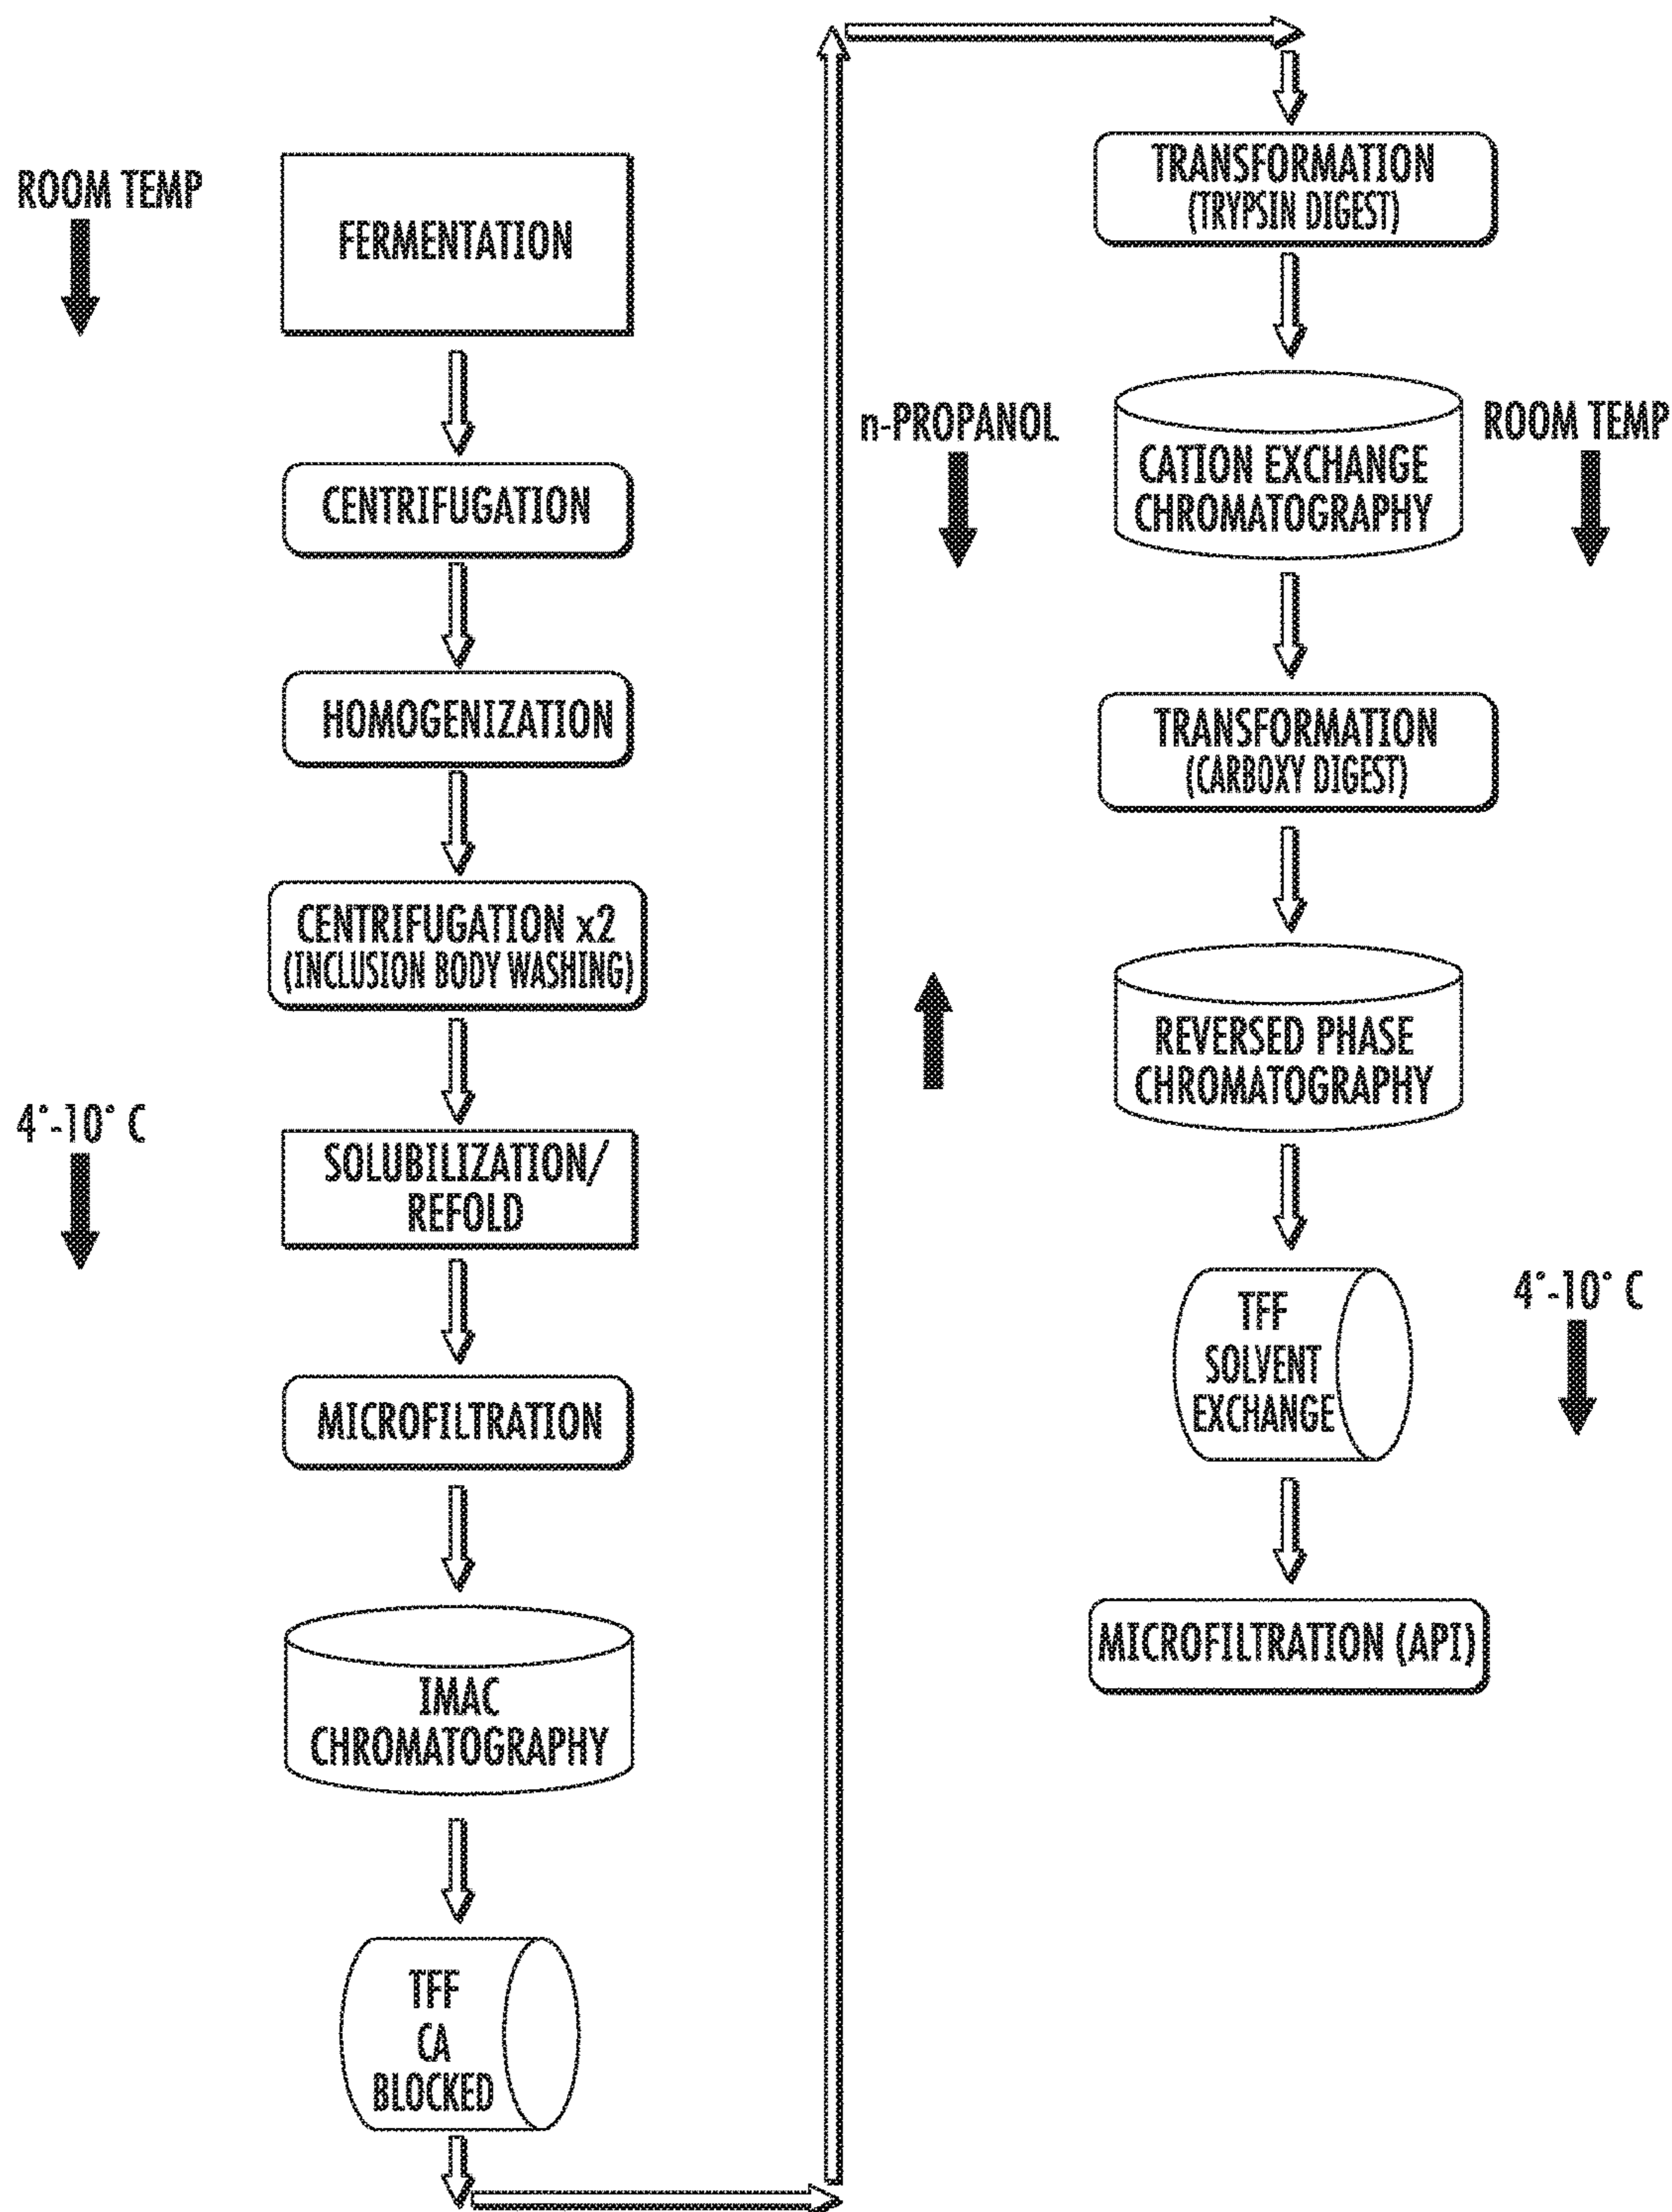 ROOM TEMP
FERMENTATION
CENTRIFUGATION
HOMOGENIZATION
CENTRIFUGATION x2
(INCLUSION BODY WASHING)
4°-10° C
SOLUBILIZATION/
REFOLD
MICROFILTRATION
IMAC
CHROMATOGRAPHY
TFF
CA
BLOCKED
TRANSFORMATION
(TRYPSIN DIGEST)
n-PROPANOL
CATION EXCHANGE
CHROMATOGRAPHY
ROOM TEMP
TRANSFORMATION
(CARBOXY DIGEST)
REVERSED PHASE
CHROMATOGRAPHY
TFF
SOLVENT
EXCHANGE
4°-10° C
MICROFILTRATION (API)